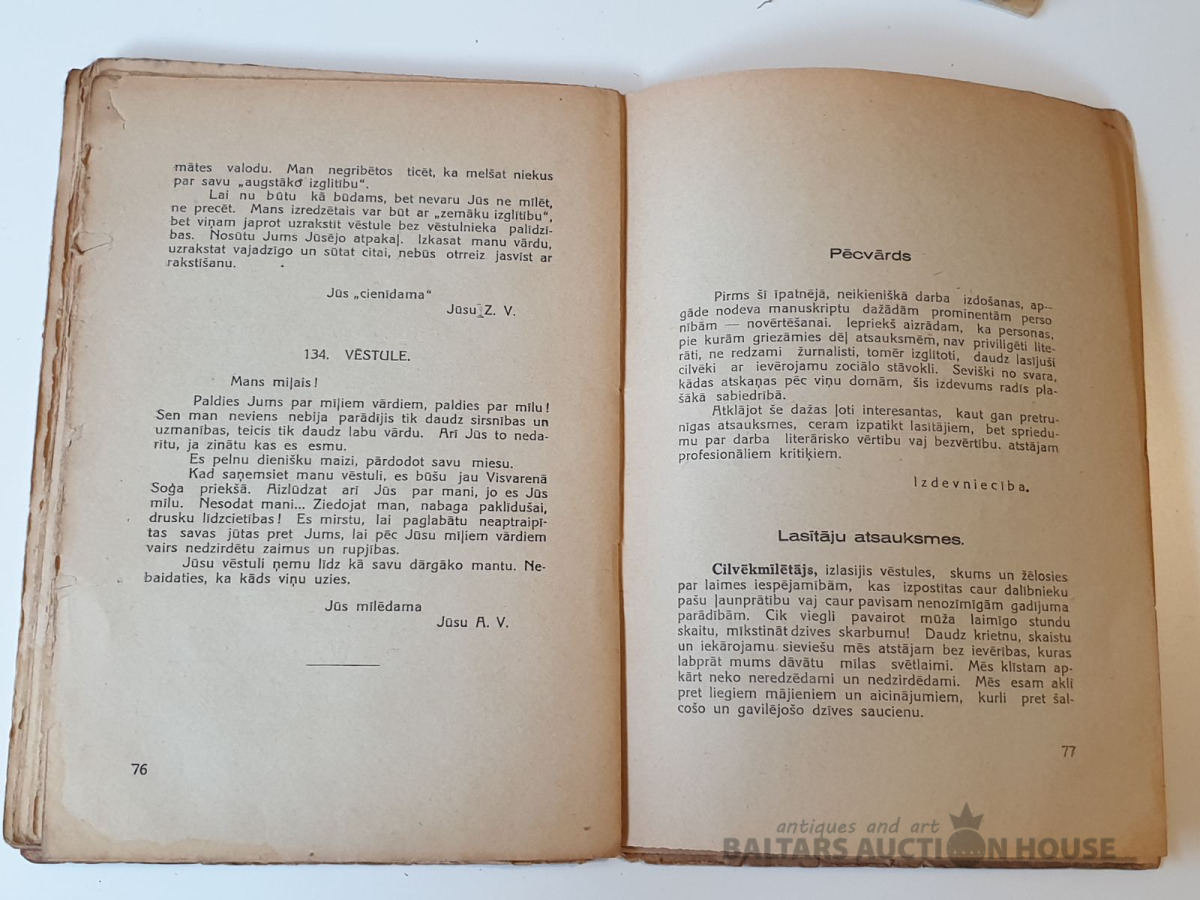 mātes valodu. Man negribētos ticēt, ka melšat niekus
par savu „augstāko izglītību“.
Lai nu būtu kā būdams, bet nevaru Jūs ne mīlēt,
ne precēt. Mans izredzētais var būt ar „zemāku izglītību“,
bet viņam japrot uzrakstīt vēstule bez vēstulnieka palīdzī-
bas. Nosūtu Jums Jūsējo atpakaļ. Izkasat manu vārdu,
uzrakstat vajadzīgo un sūtat citai, nebūs otrreiz jasvīst ar
rakstīšanu.
Jūs „cienīdama“
Jūsu Z. V.
134. VĒSTULE.
Mans miļais!
Paldies Jums par mīļiem vārdiem, paldies par mīlu!
Sen man neviens nebija parādījis tik daudz sirsnības un
uzmanības, teicis tik daudz labu vārdu. Arī Jūs to neda-
ritu, ja zinātu kas es esmu.
Es pelnu dienišku maizi, pārdodot savu miesu.
Kad saņemsiet manu vēstuli, es būšu jau Visvarenā
Soģa priekšā. Aizlūdzat arī Jūs par mani, jo es Jūs
mīlu. Nesodat mani... Ziedojat man, nabaga paklīdušai,
drusku līdzcietības! Es mirstu, lai paglabātu neaptraipī-
tas savas jūtas pret Jums, lai pēc Jūsu mīļiem vārdiem
vairs nedzirdētu zaimus un rupjības.
Jūsu vēstuli ņemu līdz kā savu dārgāko mantu. Ne-
baidaties, ka kāds viņu uzies.
Jūs mīlēdama
Jūsu A. V.
76
Pēcvārds
Pirms šī īpatnējā, neikieniškā darba izdošanas, ap-
gāde nodeva manuskriptu dažādām prominentām perso
nībām — novērtēšanai. Iepriekš aizrādam, ka personas,
pie kurām griezāmies dēļ atsauksmēm, nav priviliģēti lite-
rāti, ne redzami žurnalisti, tomēr izglītoti, daudz lasījuši
cilvēki ar ievērojamu zociālo stāvokli. Sevišķi no svara,
kādas atskaņas pēc viņu domām, šis izdevums radīs pla-
šākā sabiedrībā.
Atklājot še dažas ļoti interesantas, kaut gan pretru-
nīgas atsauksmes, ceram izpatikt lasītājiem, bet spriedu-
mu par darba literārisko vērtību vaj bezvērtību. atstājam
profesionāliem kritiķiem.
Izdevniecība.
Lasītāju atsauksmes.
Cilvēkmīlētājs, izlasijis vēstules, skums un žēlosies
par laimes iespējamībām, kas izpostītas caur dalībnieku
pašu ļaunprātību vaj caur pavisam nenozīmīgām gadījuma
parādībām. Cik viegli pavairot mūža laimīgo stundu
skaitu, mīkstināt dzives skarbumu! Daudz krietnu, skaistu
un iekārojamu sieviešu mēs atstājam bez ievērības, kuras
labprāt mums dāvātu mīlas svētlaimi. Mēs klīstam ap-
kārt neko neredzēdami un nedzirdēdami. Mēs esam akli
pret liegiem mājieniem un aicinājumiem, kurli pret šal-
cošo un gavilējošo dzīves saucienu.
77
antiques and art
BALTARS AUCTION HOUSE